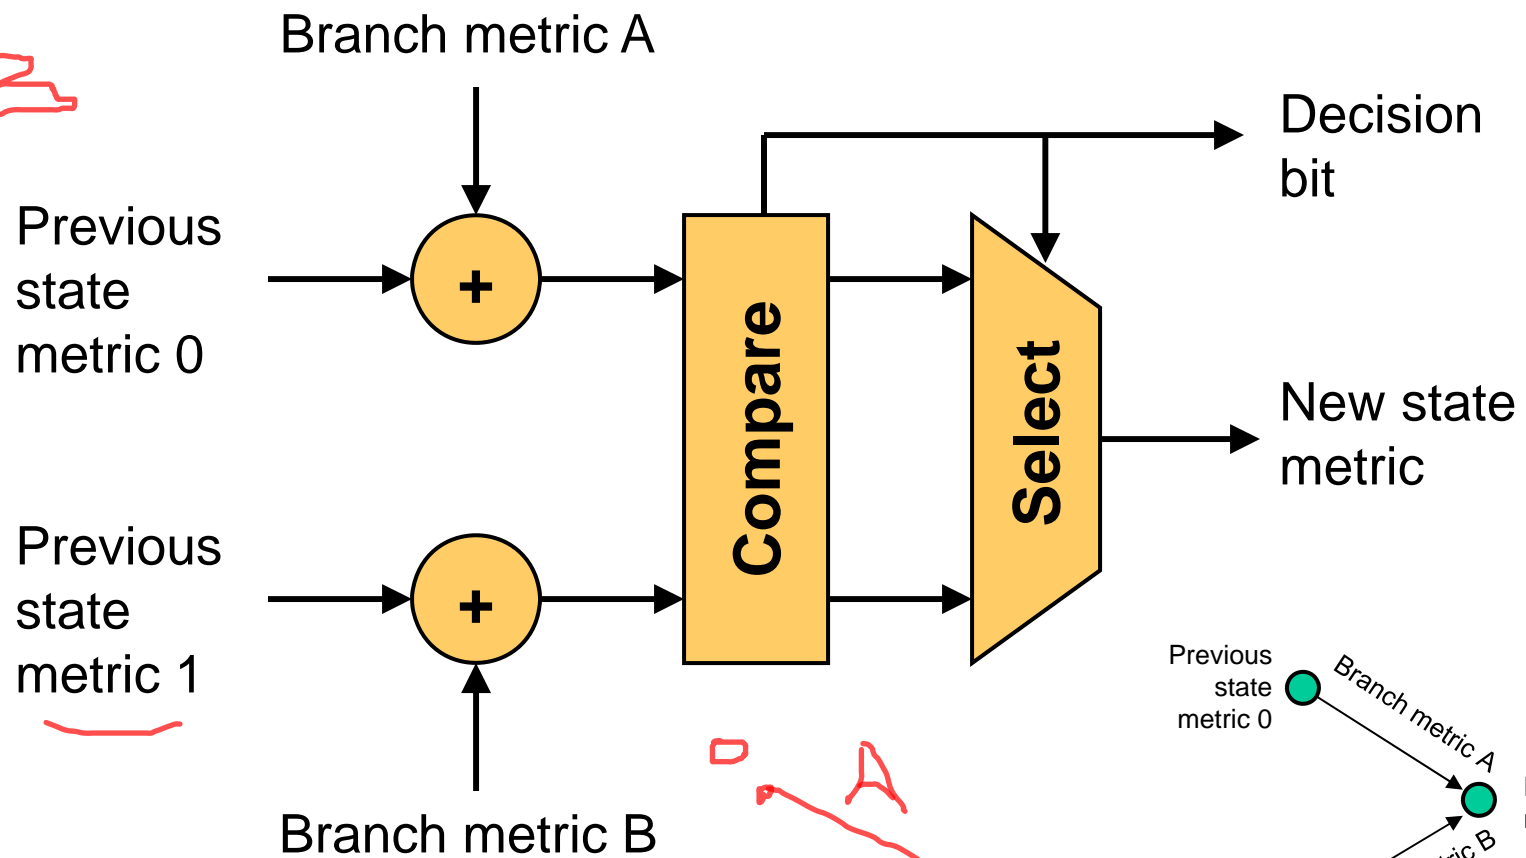 Branch metric A
Decision
bit
Previous
state
metric 0
+
Compare
Select
New state
metric
Previous
state
metric 1
+
Branch metric B
Previous
state
metric 0
Branch metric A
B
A